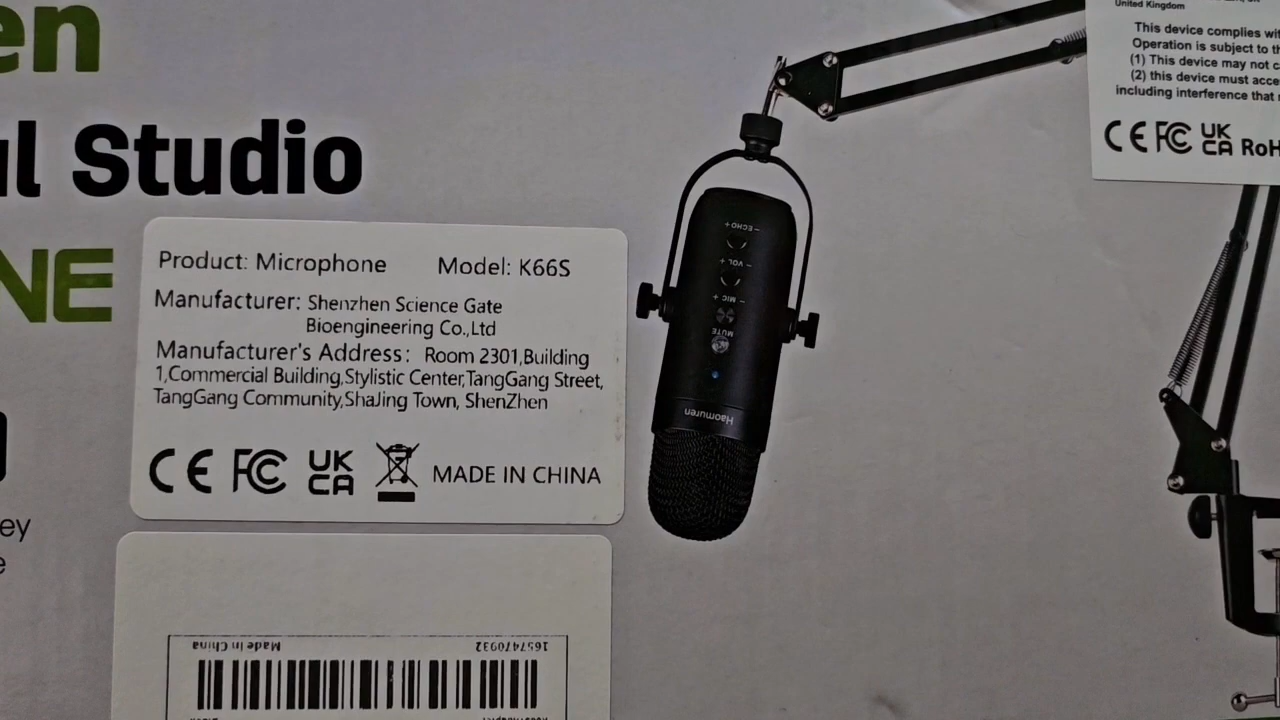 en
l Studio
NE
ey
e
Product: Microphone Model: K66S
Manufacturer: Shenzhen Science Gate
Bioengineering Co.,Ltd
Manufacturer's Address: Room 2301,Building
1,Commercial Building,Stylistic Center,TangGang Street,
TangGang Community,ShaJing Town, ShenZhen
CE FC UK
CA MADE IN CHINA
1657470932 Made in China
- ECHO +
- VOL +
- MIC +
MUTE
Haomuren
United Kingdom
This device complies wit
Operation is subject to th
(1) This device may not c
(2) this device must acce
including interference that
CE FC UK
CA RoH